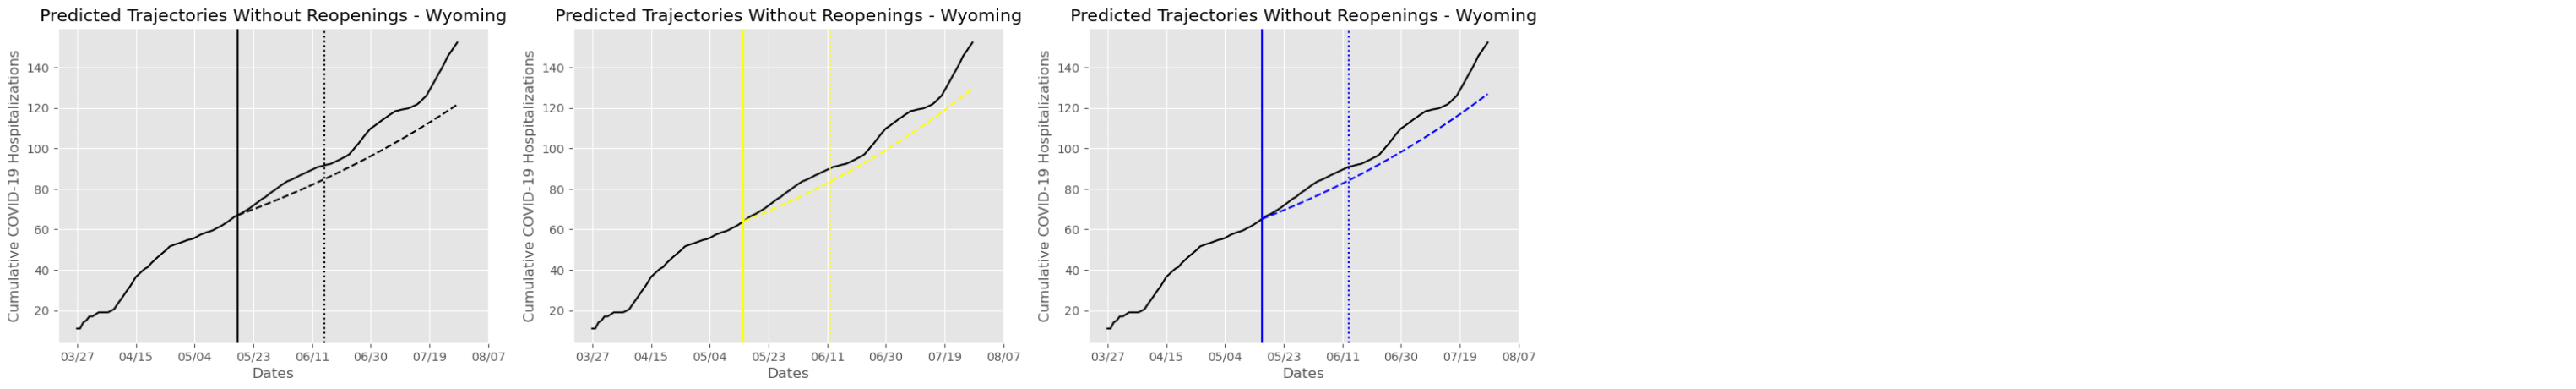 Predicted Trajectories Without Reopenings - Wyoming
Cumulative COVID-19 Hospitalizations
140
120
100
80
60
40
20
03/27 04/15 05/04 05/23 06/11 06/30 07/19 08/07
Dates
Predicted Trajectories Without Reopenings - Wyoming
Cumulative COVID-19 Hospitalizations
140
120
100
80
60
40
20
03/27 04/15 05/04 05/23 06/11 06/30 07/19 08/07
Dates
Predicted Trajectories Without Reopenings - Wyoming
Cumulative COVID-19 Hospitalizations
140
120
100
80
60
40
20
03/27 04/15 05/04 05/23 06/11 06/30 07/19 08/07
Dates